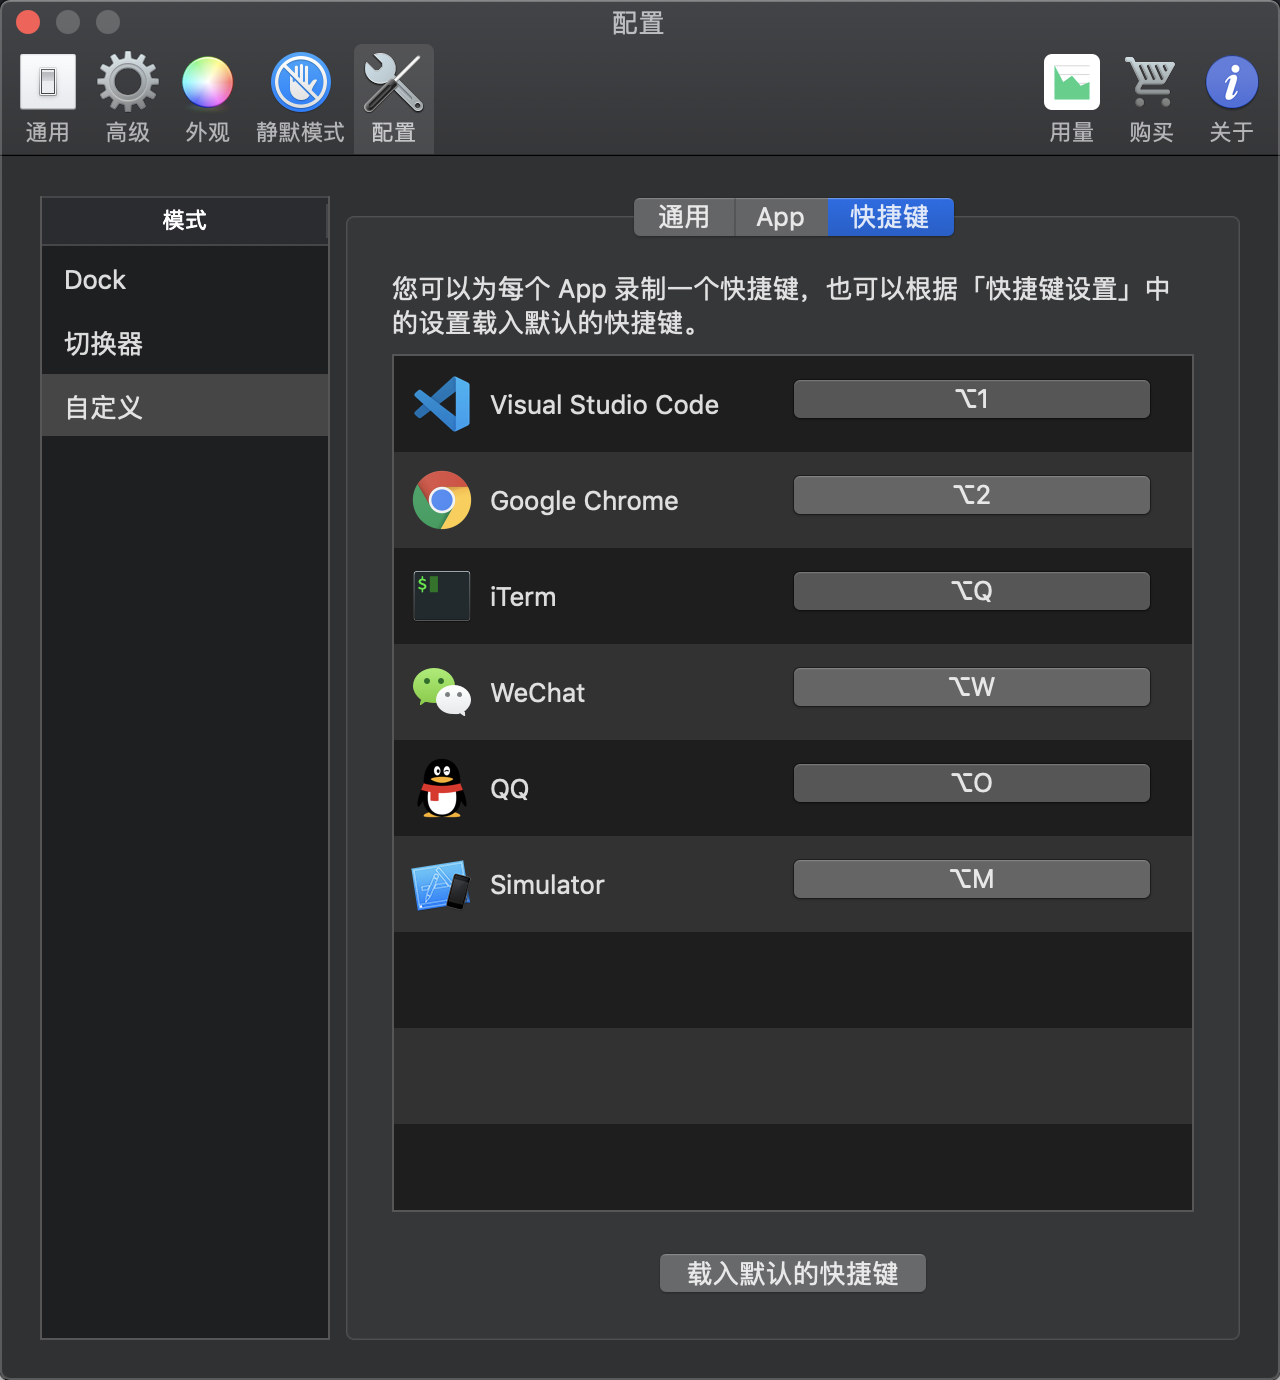 配置
通用
高级
外观
静默模式
配置
用量
购买
关于
模式
Dock
切换器
自定义
通用
App
快捷键
您可以为每个 App 录制一个快捷键，也可以根据「快捷键设置」中
的设置载入默认的快捷键。
Visual Studio Code
⌥1
Google Chrome
⌥2
$
iTerm
⌥Q
WeChat
⌥W
QQ
⌥O
Simulator
⌥M
载入默认的快捷键